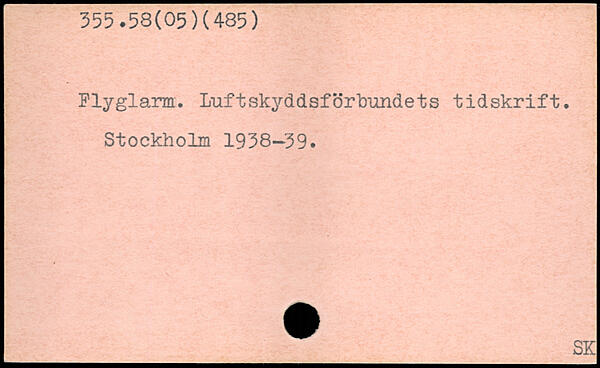 355.58(05)(485)
Flyglarm. Luftskyddsförbundets tidskrift.
Stockholm 1938-39.
SK